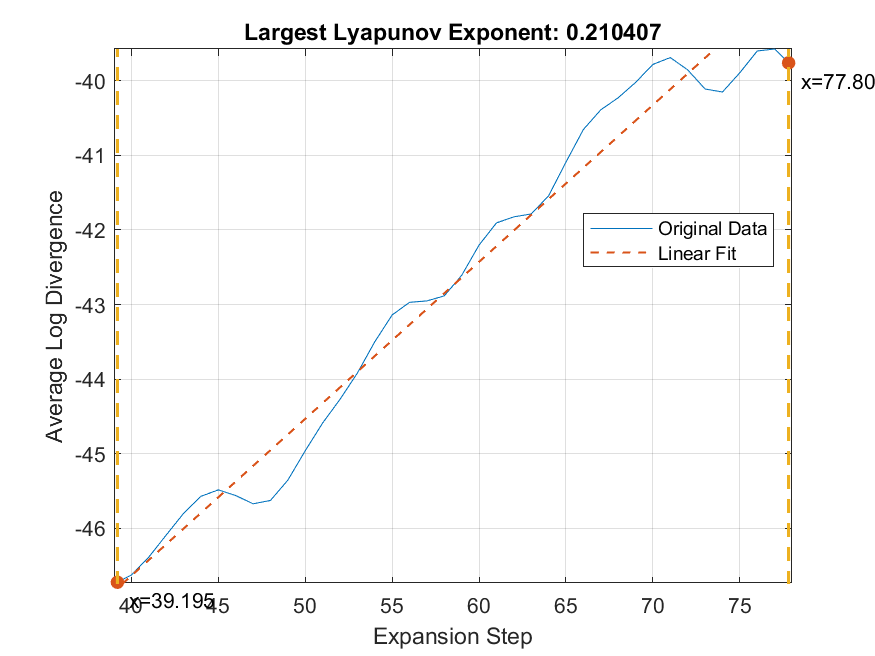 Largest Lyapunov Exponent: 0.210407
-40
-41
-42
-43
-44
-45
-46
Average Log Divergence
x=77.80
Original Data
Linear Fit
x=39.195
40 45 50 55 60 65 70 75
Expansion Step